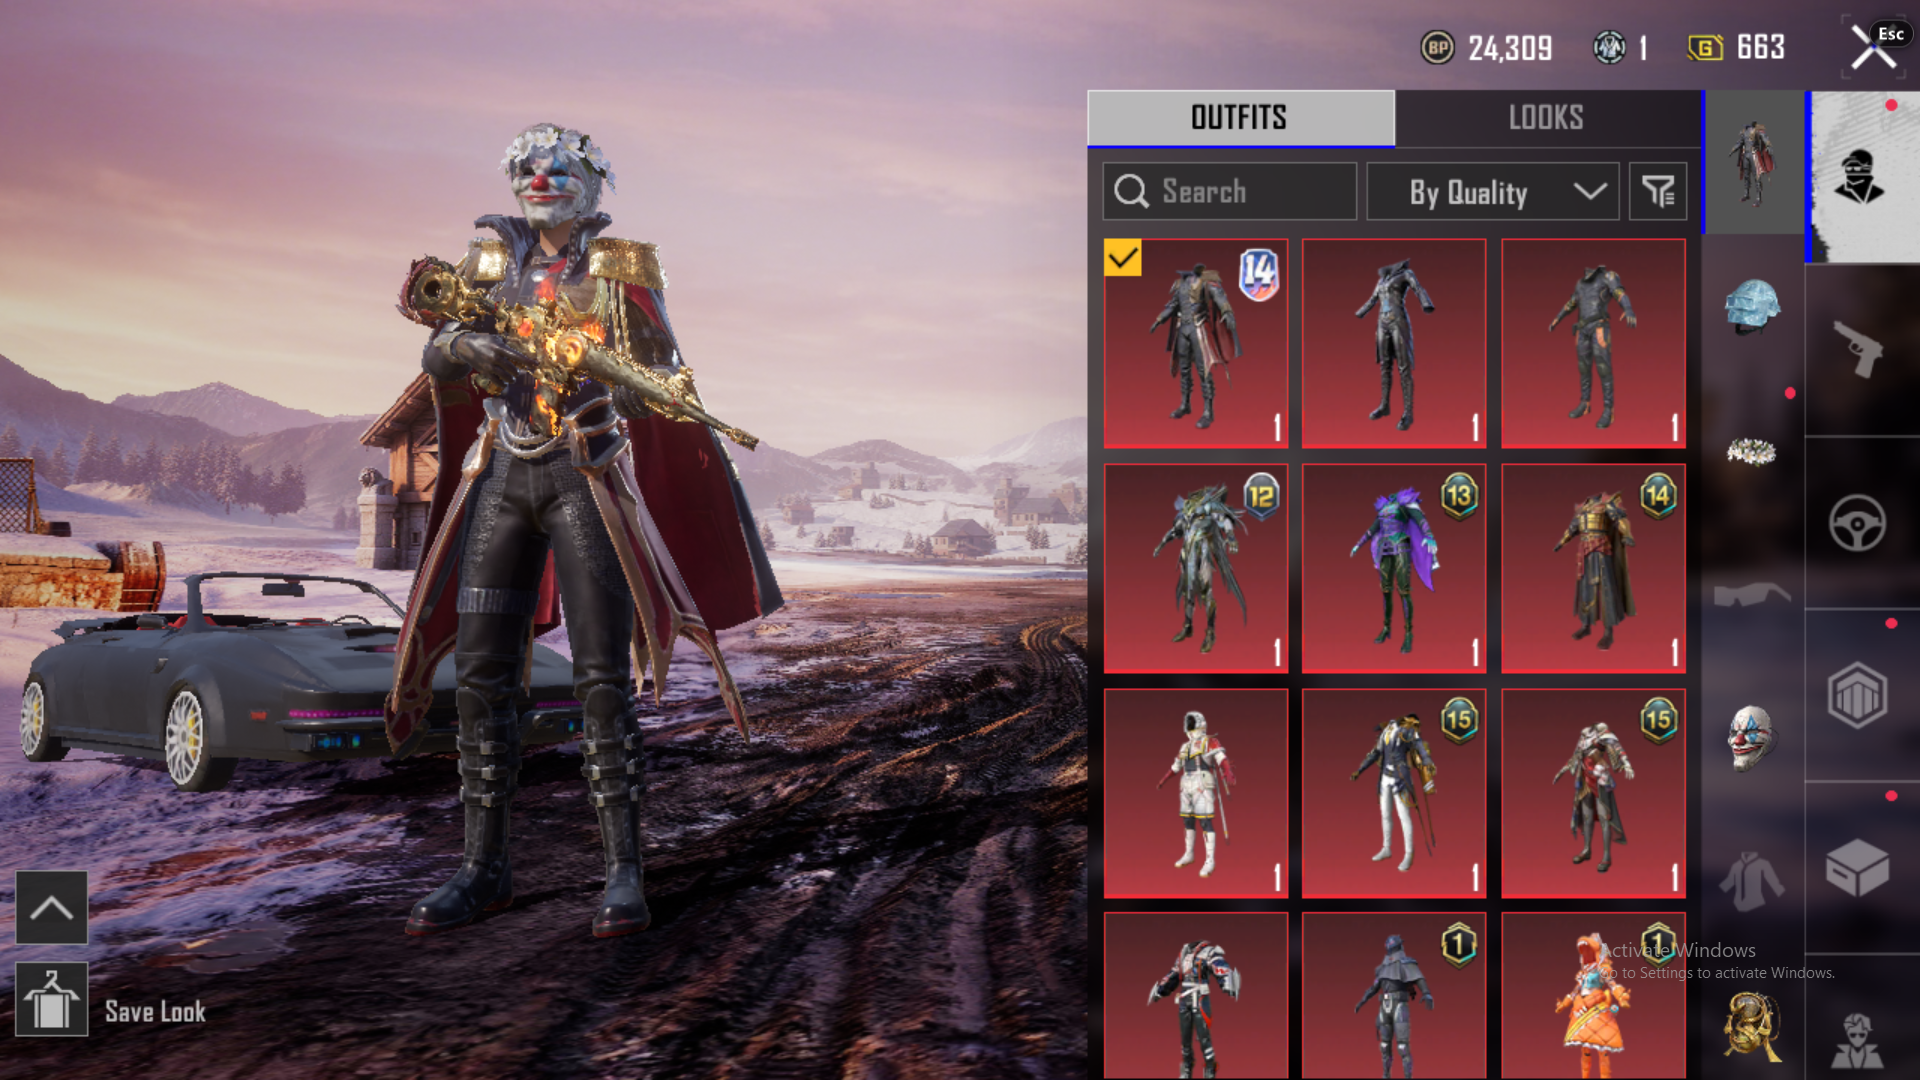 BP 24,309 1 G 663 Esc
OUTFITS LOOKS
Search By Quality
14 1 1 1
12 1 13 1 14 1
1 15 1 15 1
1 1
Activate Windows
Go to Settings to activate Windows.
Save Look